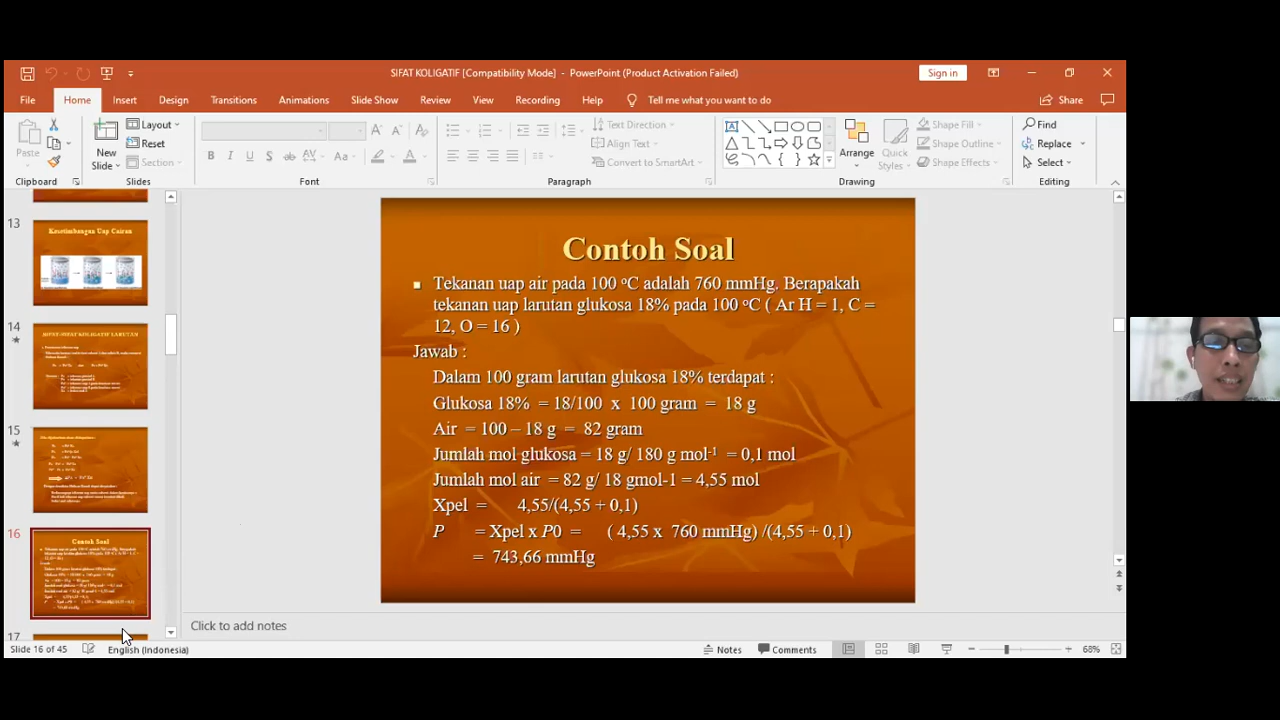 SIFAT KOLIGATIF [Compatibility Mode] - PowerPoint (Product Activation Failed)
Sign in
File Home Insert Design Transitions Animations Slide Show Review View Recording Help Tell me what you want to do Share
Paste
New Slide
Layout
Reset
Section
B I U S ab AV Aa A
Text Direction
Align Text
Convert to SmartArt
Arrange
Quick Styles
Shape Fill
Shape Outline
Shape Effects
Find
Replace
Select
Clipboard Slides Font Paragraph Drawing Editing
13
Kesetimbangan Uap Cairan
14
SIFAT-SIFAT KOLIGATIF LARUTAN
15
16
Contoh Soal
17
Contoh Soal
Tekanan uap air pada 100 ºC adalah 760 mmHg. Berapakah
tekanan uap larutan glukosa 18% pada 100 ºC ( Ar H = 1, C =
12, O = 16 )
Jawab :
Dalam 100 gram larutan glukosa 18% terdapat :
Glukosa 18% = 18/100 x 100 gram = 18 g
Air = 100 – 18 g = 82 gram
Jumlah mol glukosa = 18 g/ 180 g mol-¹ = 0,1 mol
Jumlah mol air = 82 g/ 18 gmol-1 = 4,55 mol
Xpel = 4,55/(4,55 + 0,1)
P = Xpel x P0 = ( 4,55 x 760 mmHg) /(4,55 + 0,1)
= 743,66 mmHg
Click to add notes
Slide 16 of 45 English (Indonesia) Notes Comments 68%